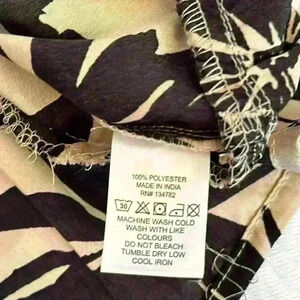 100% POLYESTER
MADE IN INDIA
RN# 134782
30
MACHINE WASH COLD
WASH WITH LIKE
COLOURS
DO NOT BLEACH
TUMBLE DRY LOW
COOL IRON